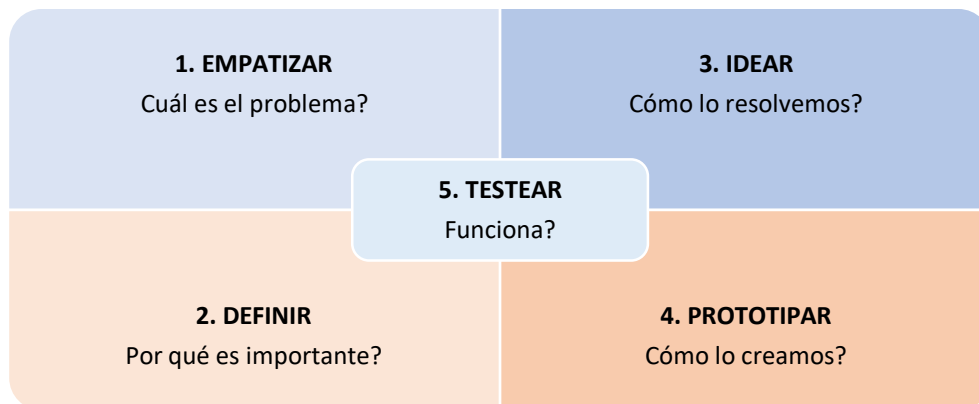 1. EMPATIZAR
Cuál es el problema?
3. IDEAR
Cómo lo resolvemos?
5. TESTEAR
Funciona?
2. DEFINIR
Por qué es importante?
4. PROTOTIPAR
Cómo lo creamos?